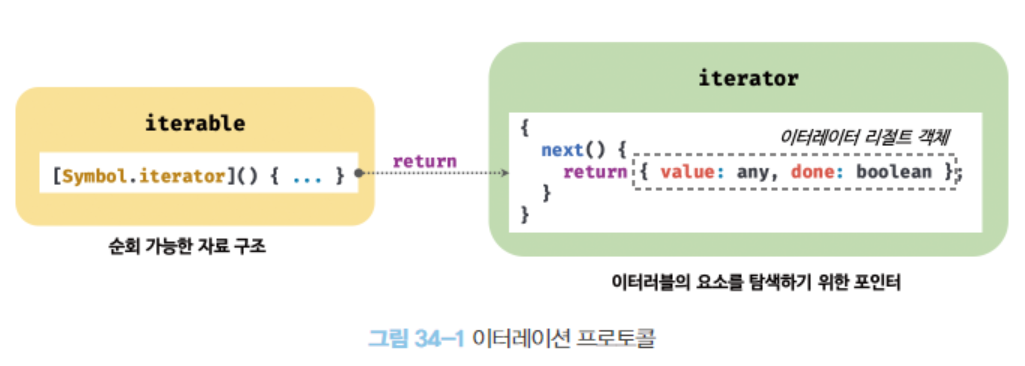 iterable
[Symbol.iterator]() { ... }
순회 가능한 자료 구조
return
iterator
{
이터레이터 리절트 객체
next() {
return { value: any, done: boolean };
}
}
이터러블의 요소를 탐색하기 위한 포인터
그림 34-1 이터레이션 프로토콜